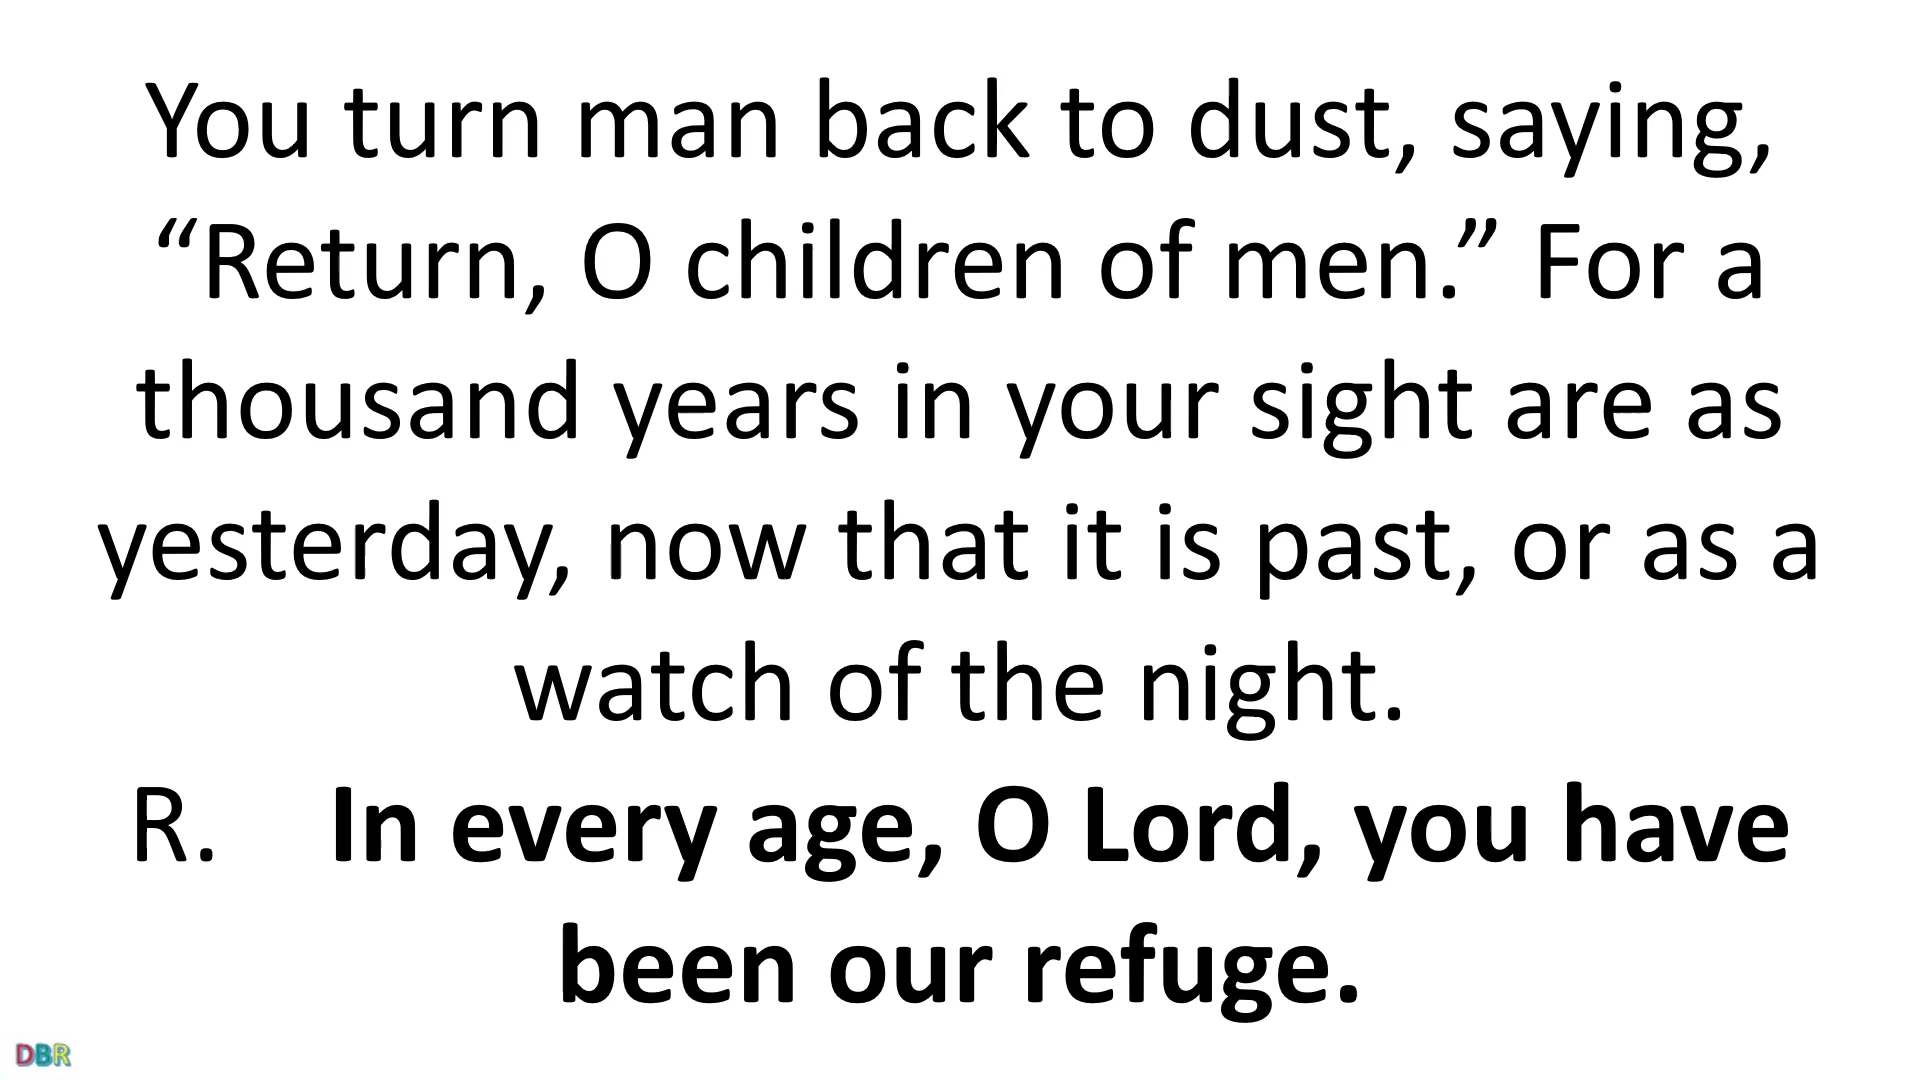 You turn man back to dust, saying,
“Return, O children of men.” For a
thousand years in your sight are as
yesterday, now that it is past, or as a
watch of the night.
R. In every age, O Lord, you have
been our refuge.
DBR